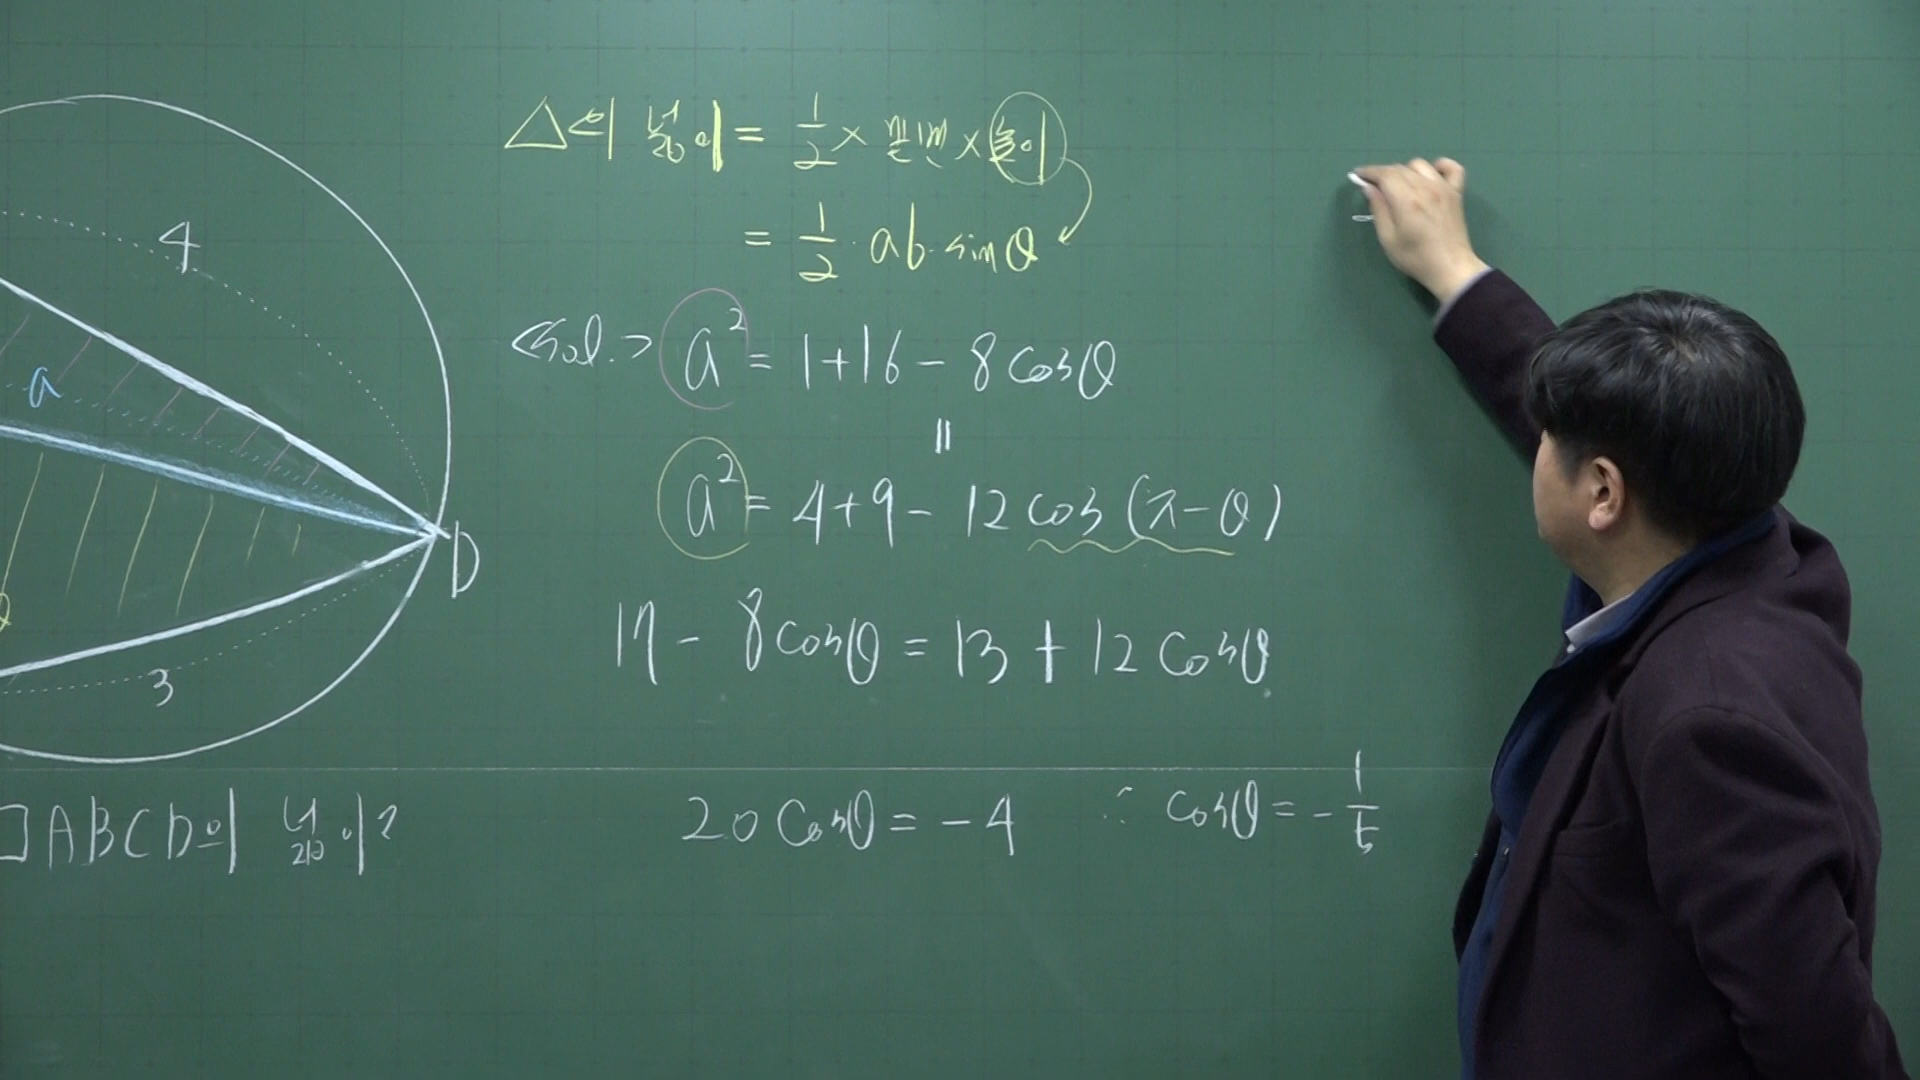 △의 넓이 = 1/2 × 밑변 × 높이
= 1/2 · ab · sinθ
<sol.> a² = 1+16 - 8cosθ
||
a² = 4+9 - 12cos(π-θ)
17 - 8cosθ = 13 + 12cosθ
20cosθ = -4 ∴ cosθ = -1/5
4
a
D
3
□ABCD의 넓이?